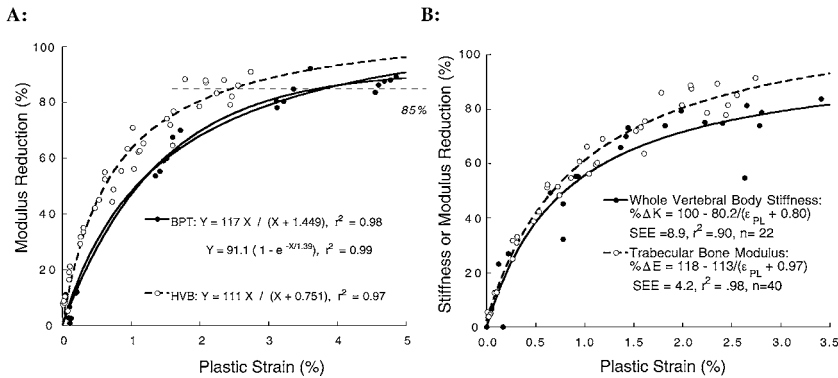 A:
B:
Modulus Reduction (%)
100
80
60
40
20
0
85%
BPT: Y = 117 X / (X + 1.449), r² = 0.98
Y = 91.1 (1 - e -X/1.39), r² = 0.99
HVB: Y = 111 X / (X + 0.751), r² = 0.97
0 1 2 3 4 5
Plastic Strain (%)
Stiffness or Modulus Reduction (%)
100
80
60
40
20
0
Whole Vertebral Body Stiffness:
%ΔK = 100 - 80.2/(εPL + 0.80)
SEE =8.9, r² =.90, n= 22
Trabecular Bone Modulus:
%ΔE = 118 - 113/(εPL + 0.97)
SEE = 4.2, r² = .98, n=40
0.0 0.5 1.0 1.5 2.0 2.5 3.0 3.5
Plastic Strain (%)